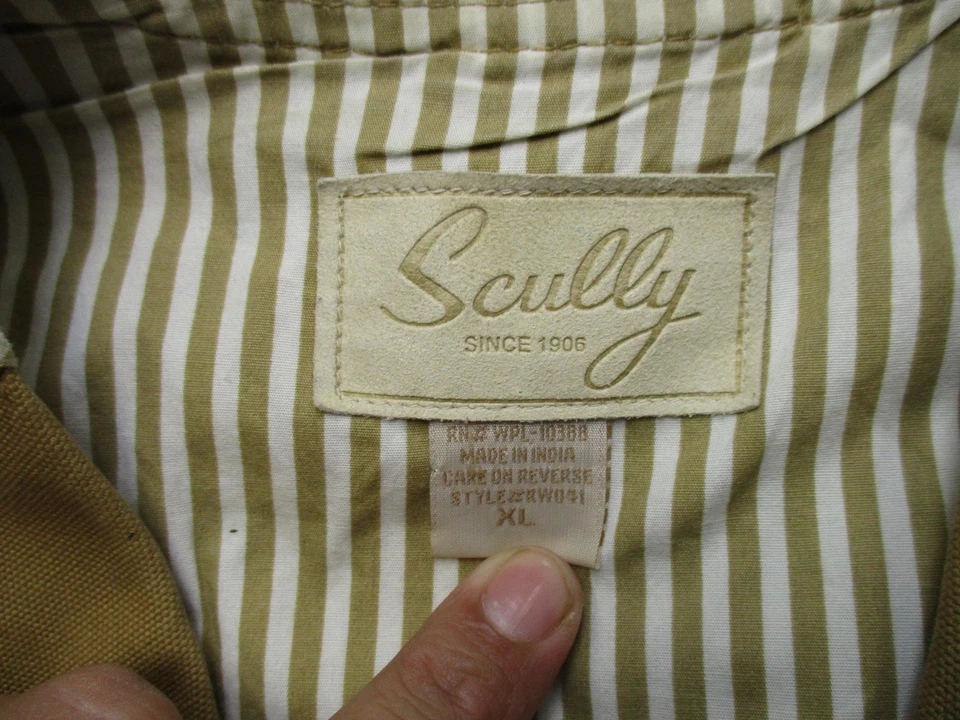 Scully
SINCE 1906
RN# WPL-10388
MADE IN INDIA
CARE ON REVERSE
STYLE#RW041
XL